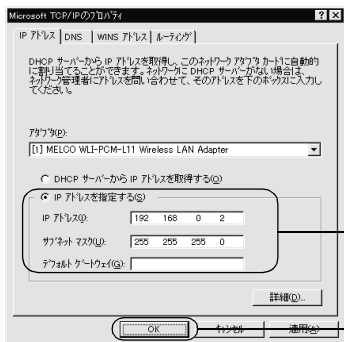 Microsoft TCP/IPのプロパティ
IP アドレス DNS WINS アドレス ルーティング
DHCP サーバーから IP アドレスを取得し、このネットワーク アダプタ カードに自動的
に割り当てることができます。ネットワークに DHCP サーバーがない場合は、
ネットワーク管理者にアドレスを問い合わせて、そのアドレスを下のボックスに入力し
てください。
アダプタ(P):
[1] MELCO WLI-PCM-L11 Wireless LAN Adapter
DHCP サーバーから IP アドレスを取得する(O)
IP アドレスを指定する(S)
IP アドレス(I): 192 168 0 2
サブネット マスク(U): 255 255 255 0
デフォルト ゲートウェイ(G):
詳細(D)...
OK キャンセル 適用(A)